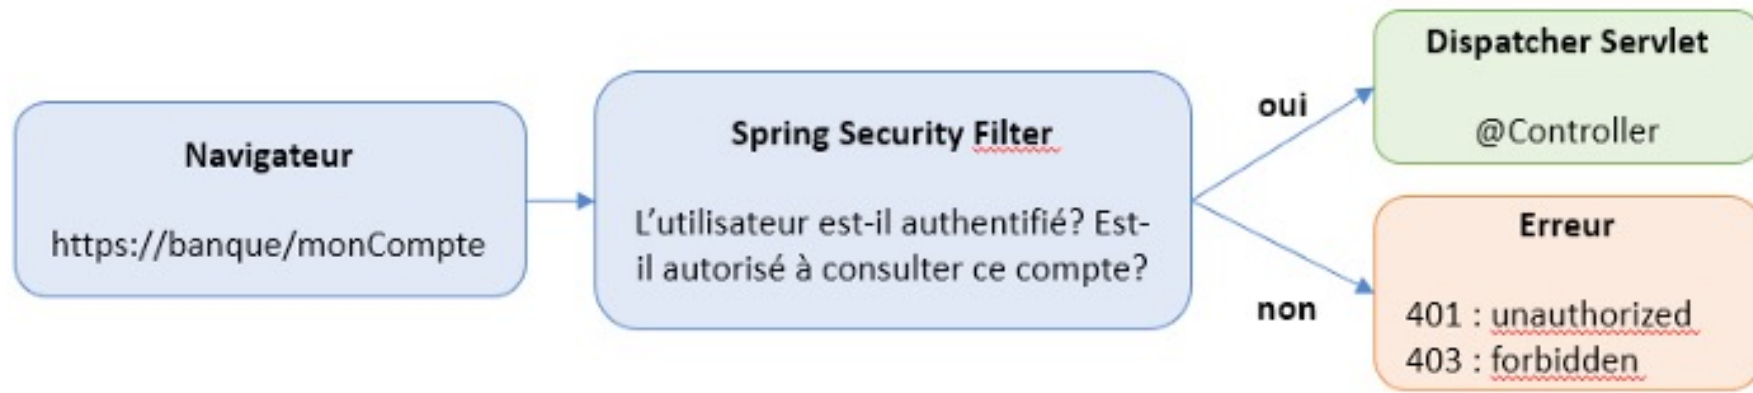 Navigateur
https://banque/monCompte
Spring Security Filter
L'utilisateur est-il authentifié? Est-
il autorisé à consulter ce compte?
oui
non
Dispatcher Servlet
@Controller
Erreur
401 : unauthorized
403 : forbidden